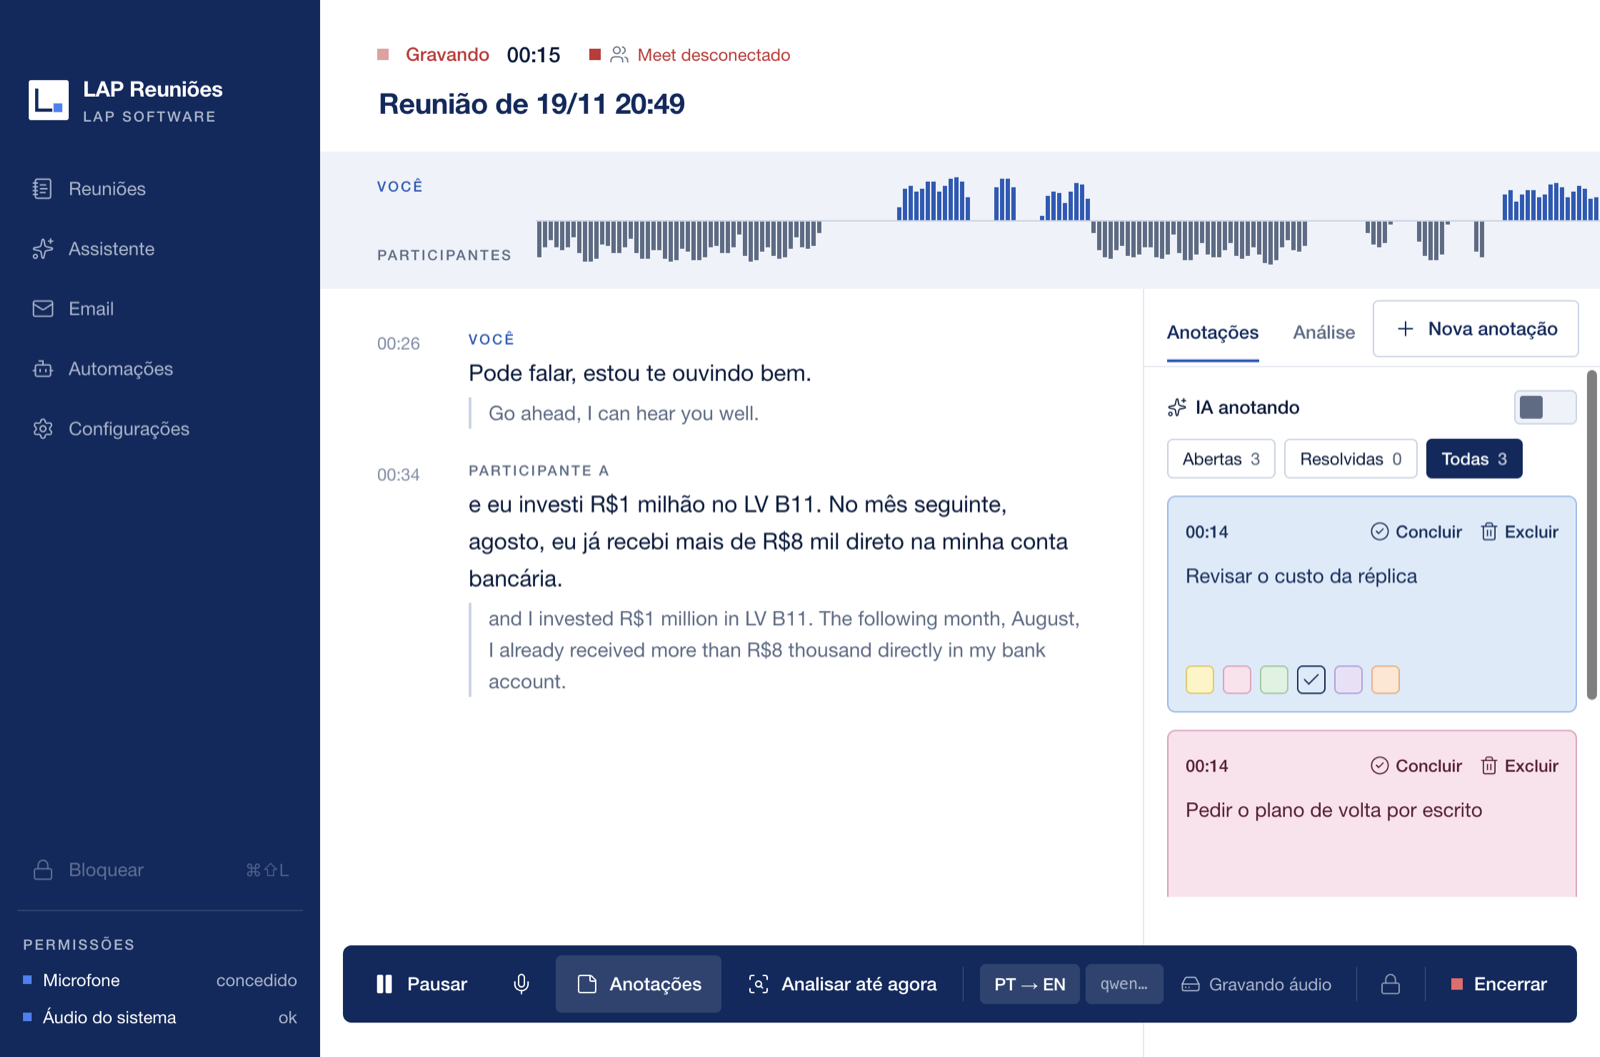 LAP Reuniões
LAP SOFTWARE
Reuniões
Assistente
Email
Automações
Configurações
Bloquear ⌘⇧L
PERMISSÕES
Microfone concedido
Áudio do sistema ok
Gravando 00:15 Meet desconectado
Reunião de 19/11 20:49
VOCÊ
PARTICIPANTES
00:26 VOCÊ
Pode falar, estou te ouvindo bem.
Go ahead, I can hear you well.
00:34 PARTICIPANTE A
e eu investi R$1 milhão no LV B11. No mês seguinte,
agosto, eu já recebi mais de R$8 mil direto na minha conta
bancária.
and I invested R$1 million in LV B11. The following month, August,
I already received more than R$8 thousand directly in my bank
account.
Anotações Análise + Nova anotação
IA anotando
Abertas 3 Resolvidas 0 Todas 3
00:14 Concluir Excluir
Revisar o custo da réplica
00:14 Concluir Excluir
Pedir o plano de volta por escrito
Pausar Anotações Analisar até agora PT → EN qwen… Gravando áudio Encerrar